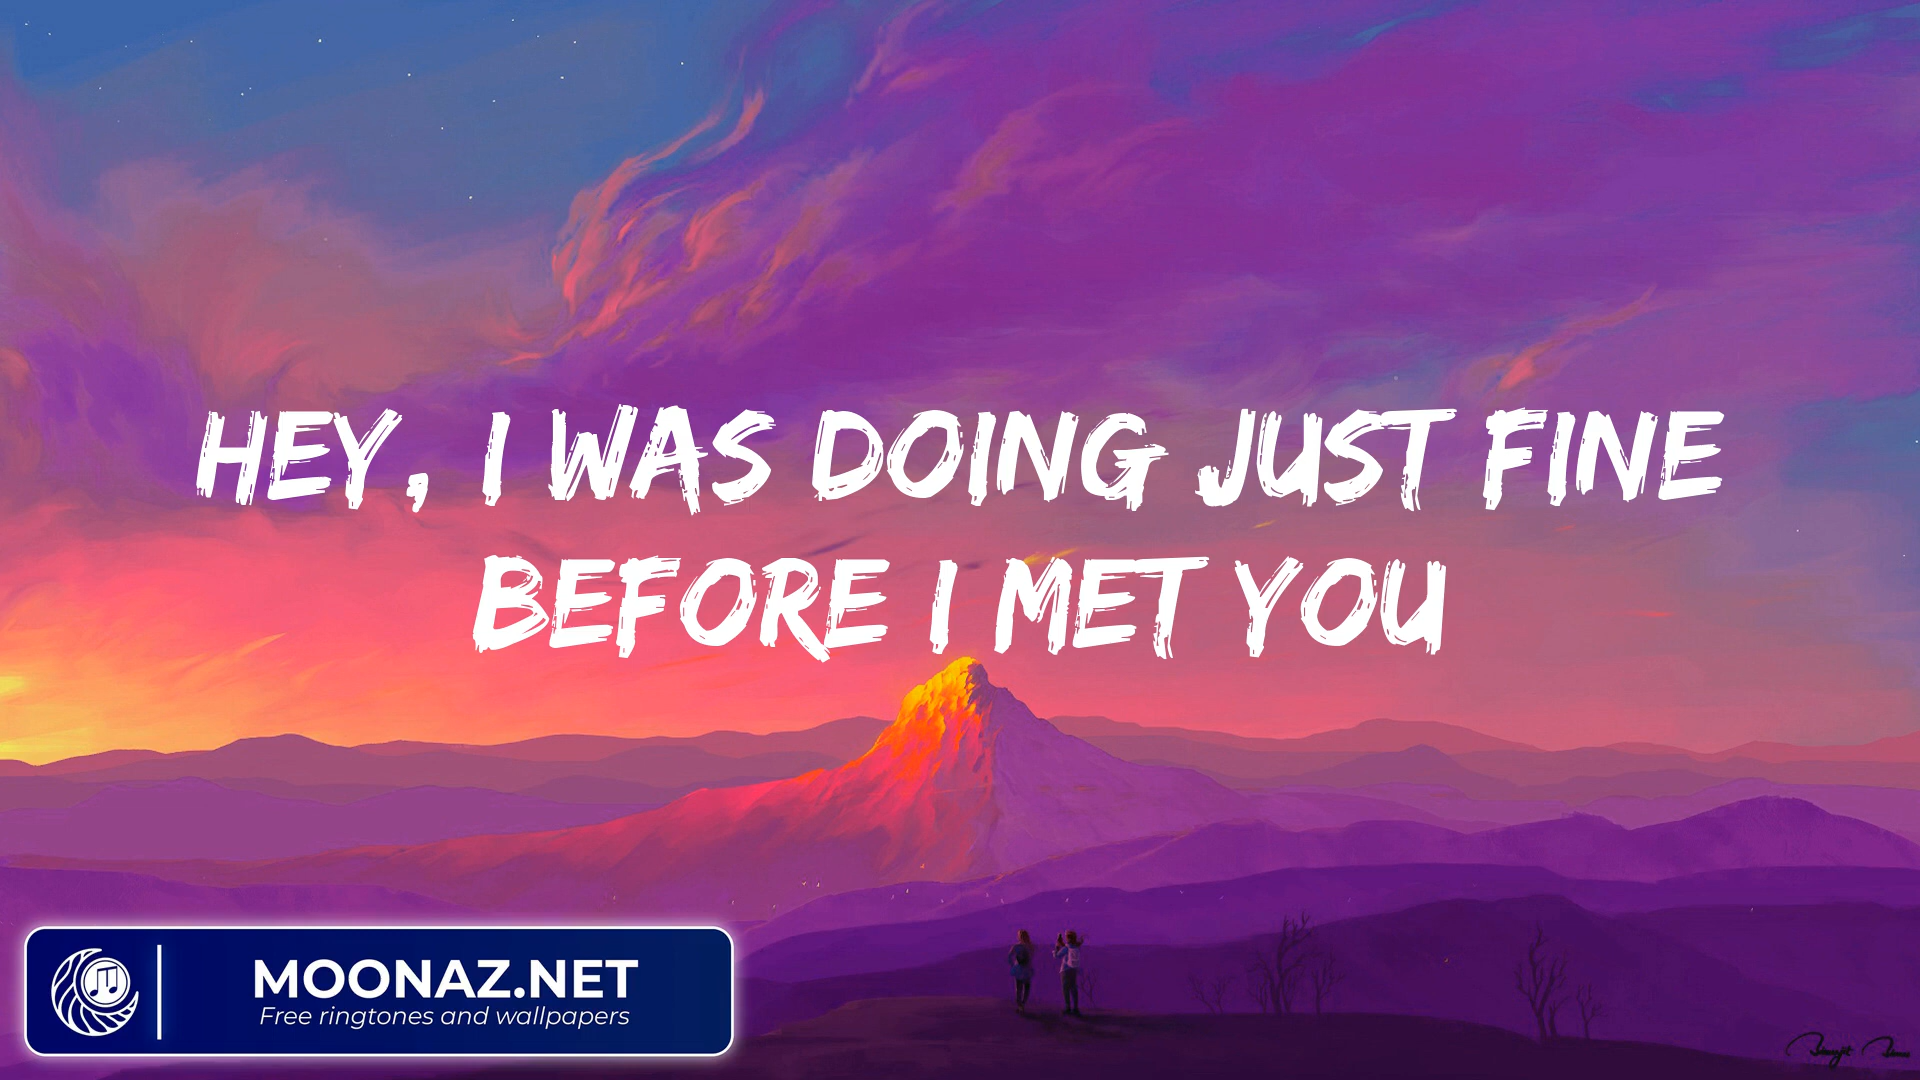 HEY, I WAS DOING JUST FINE
BEFORE I MET YOU
MOONAZ.NET
Free ringtones and wallpapers